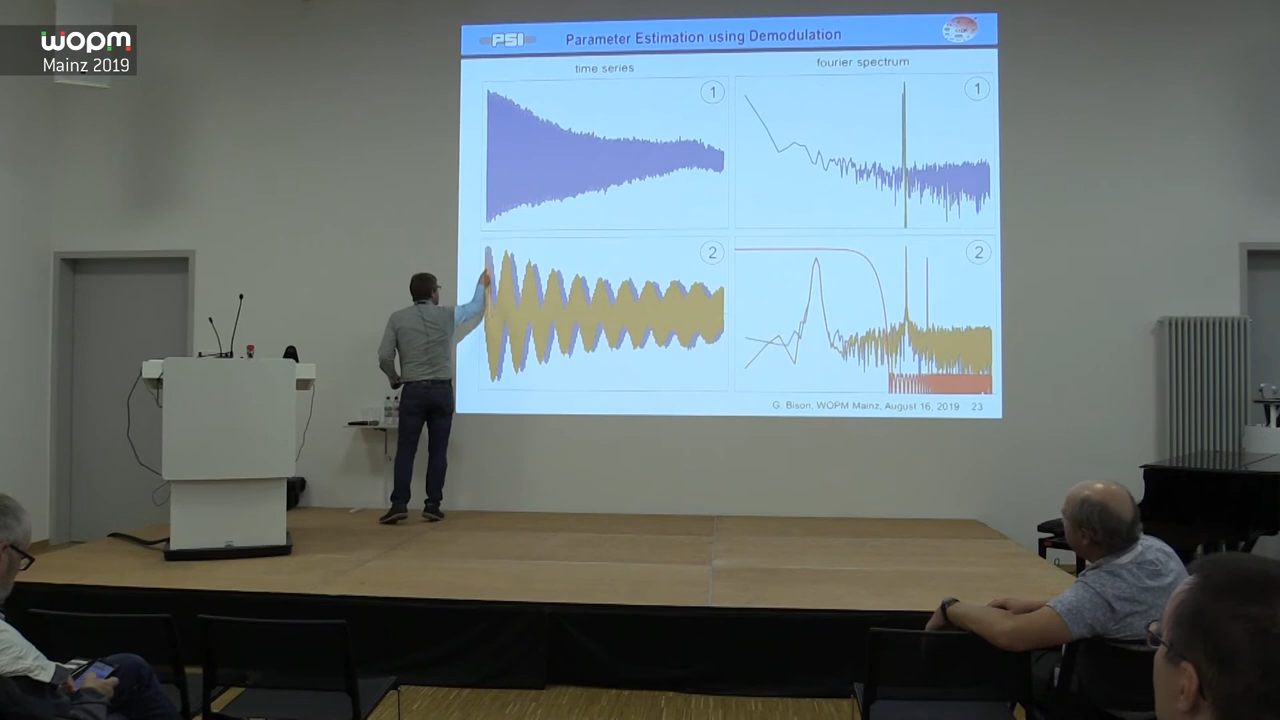 wopm
Mainz 2019
PSI
Parameter Estimation using Demodulation
time series
fourier spectrum
1
1
2
2
G. Bison, WOPM Mainz, August 16, 2019 23